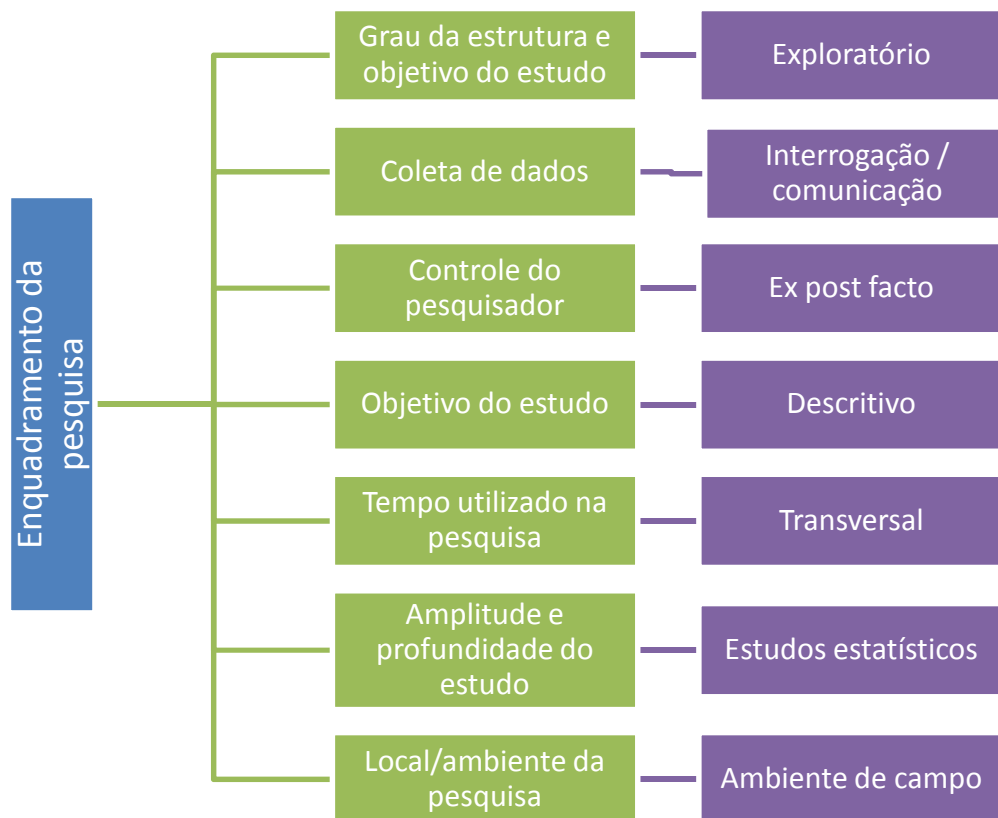 Enquadramento da
pesquisa
Grau da estrutura e
objetivo do estudo
Exploratório
Coleta de dados
Interrogação /
comunicação
Controle do
pesquisador
Ex post facto
Objetivo do estudo
Descritivo
Tempo utilizado na
pesquisa
Transversal
Amplitude e
profundidade do
estudo
Estudos estatísticos
Local/ambiente da
pesquisa
Ambiente de campo